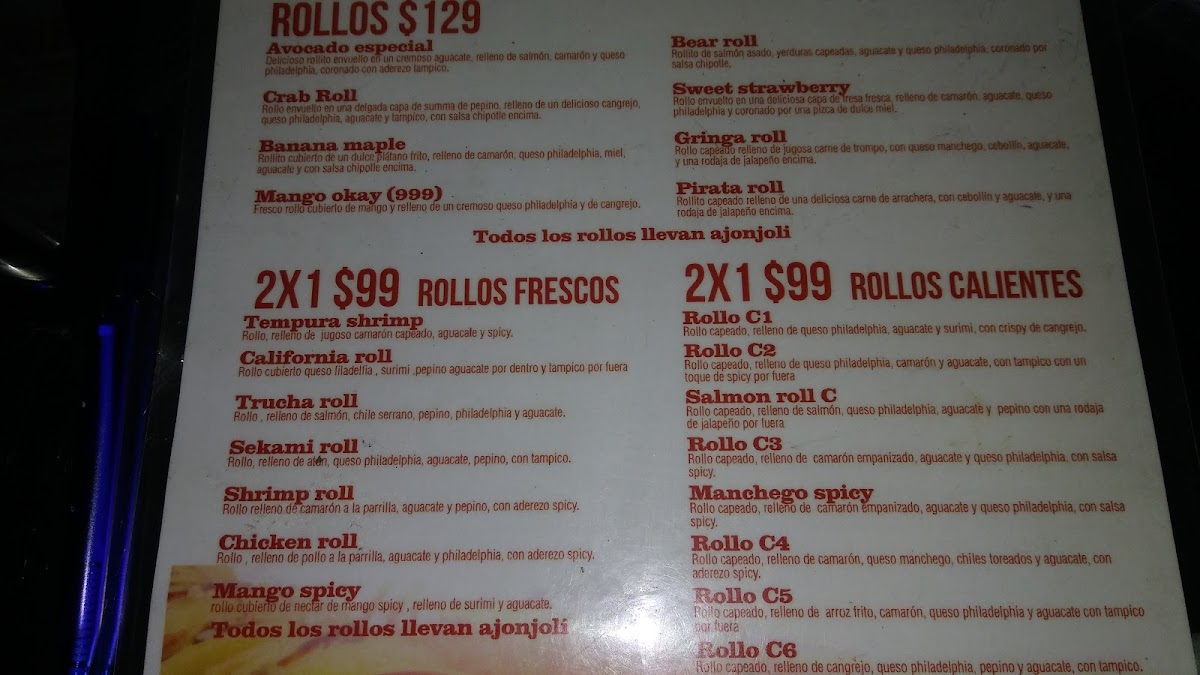 ROLLOS $129
Avocado especial
Delicioso rollito envuelto en un cremoso aguacate, relleno de salmón, camarón y queso
philadelphia, coronado con aderezo tampico.
Crab Roll
Rollo envuelto en una delgada capa de summa de pepino, relleno de un delicioso cangrejo,
queso philadelphia, aguacate y tampico, con salsa chipotle encima.
Banana maple
Rollito cubierto de un dulce plátano frito, relleno de camarón, queso philadelphia, miel,
aguacate y con salsa chipotle encima.
Mango okay (999)
Fresco rollo cubierto de mango y relleno de un cremoso queso philadelphia y de cangrejo.
Bear roll
Rollito de salmón asado, verduras capeadas, aguacate y queso philadelphia, coronado por
salsa chipotle.
Sweet strawberry
Rollo envuelto en una deliciosa capa de fresa fresca, relleno de camarón, aguacate, queso
philadelphia y coronado por una pizca de dulce miel.
Gringa roll
Rollo capeado relleno de jugosa carne de trompo, con queso manchego, cebollín, aguacate,
y una rodaja de jalapeño encima.
Pirata roll
Rollito capeado relleno de una deliciosa carne de arrachera, con cebollín y aguacate, y una
rodaja de jalapeño encima.
Todos los rollos llevan ajonjoli
2X1 $99 ROLLOS FRESCOS
Tempura shrimp
Rollo, relleno de jugoso camarón capeado, aguacate y spicy.
California roll
Rollo cubierto queso filadelfia , surimi ,pepino aguacate por dentro y tampico por fuera
Trucha roll
Rollo , relleno de salmón, chile serrano, pepino, philadelphia y aguacate.
Sekami roll
Rollo, relleno de atún, queso philadelphia, aguacate, pepino, con tampico.
Shrimp roll
Rollo relleno de camarón a la parrilla, aguacate y pepino, con aderezo spicy.
Chicken roll
Rollo , relleno de pollo a la parrilla, aguacate y philadelphia, con aderezo spicy.
Mango spicy
rollo cubierto de nectar de mango spicy , relleno de surimi y aguacate.
Todos los rollos llevan ajonjoli
2X1 $99 ROLLOS CALIENTES
Rollo C1
Rollo capeado, relleno de queso philadelphia, aguacate y surimi, con crispy de cangrejo.
Rollo C2
Rollo capeado, relleno de queso philadelphia, camarón y aguacate, con tampico con un
toque de spicy por fuera
Salmon roll C
Rollo capeado, relleno de salmón, queso philadelphia, aguacate y pepino con una rodaja
de jalapeño por fuera
Rollo C3
Rollo capeado, relleno de camarón empanizado, aguacate y queso philadelphia, con salsa
spicy.
Manchego spicy
Rollo capeado, relleno de camarón empanizado, aguacate y queso philadelphia, con salsa
spicy.
Rollo C4
Rollo capeado, relleno de camarón, queso manchego, chiles toreados y aguacate, con
aderezo spicy.
Rollo C5
Rollo capeado, relleno de arroz frito, camarón, queso philadelphia y aguacate con tampico
por fuera
Rollo C6
Rollo capeado, relleno de cangrejo, queso philadelphia, pepino y aguacate, con tampico.